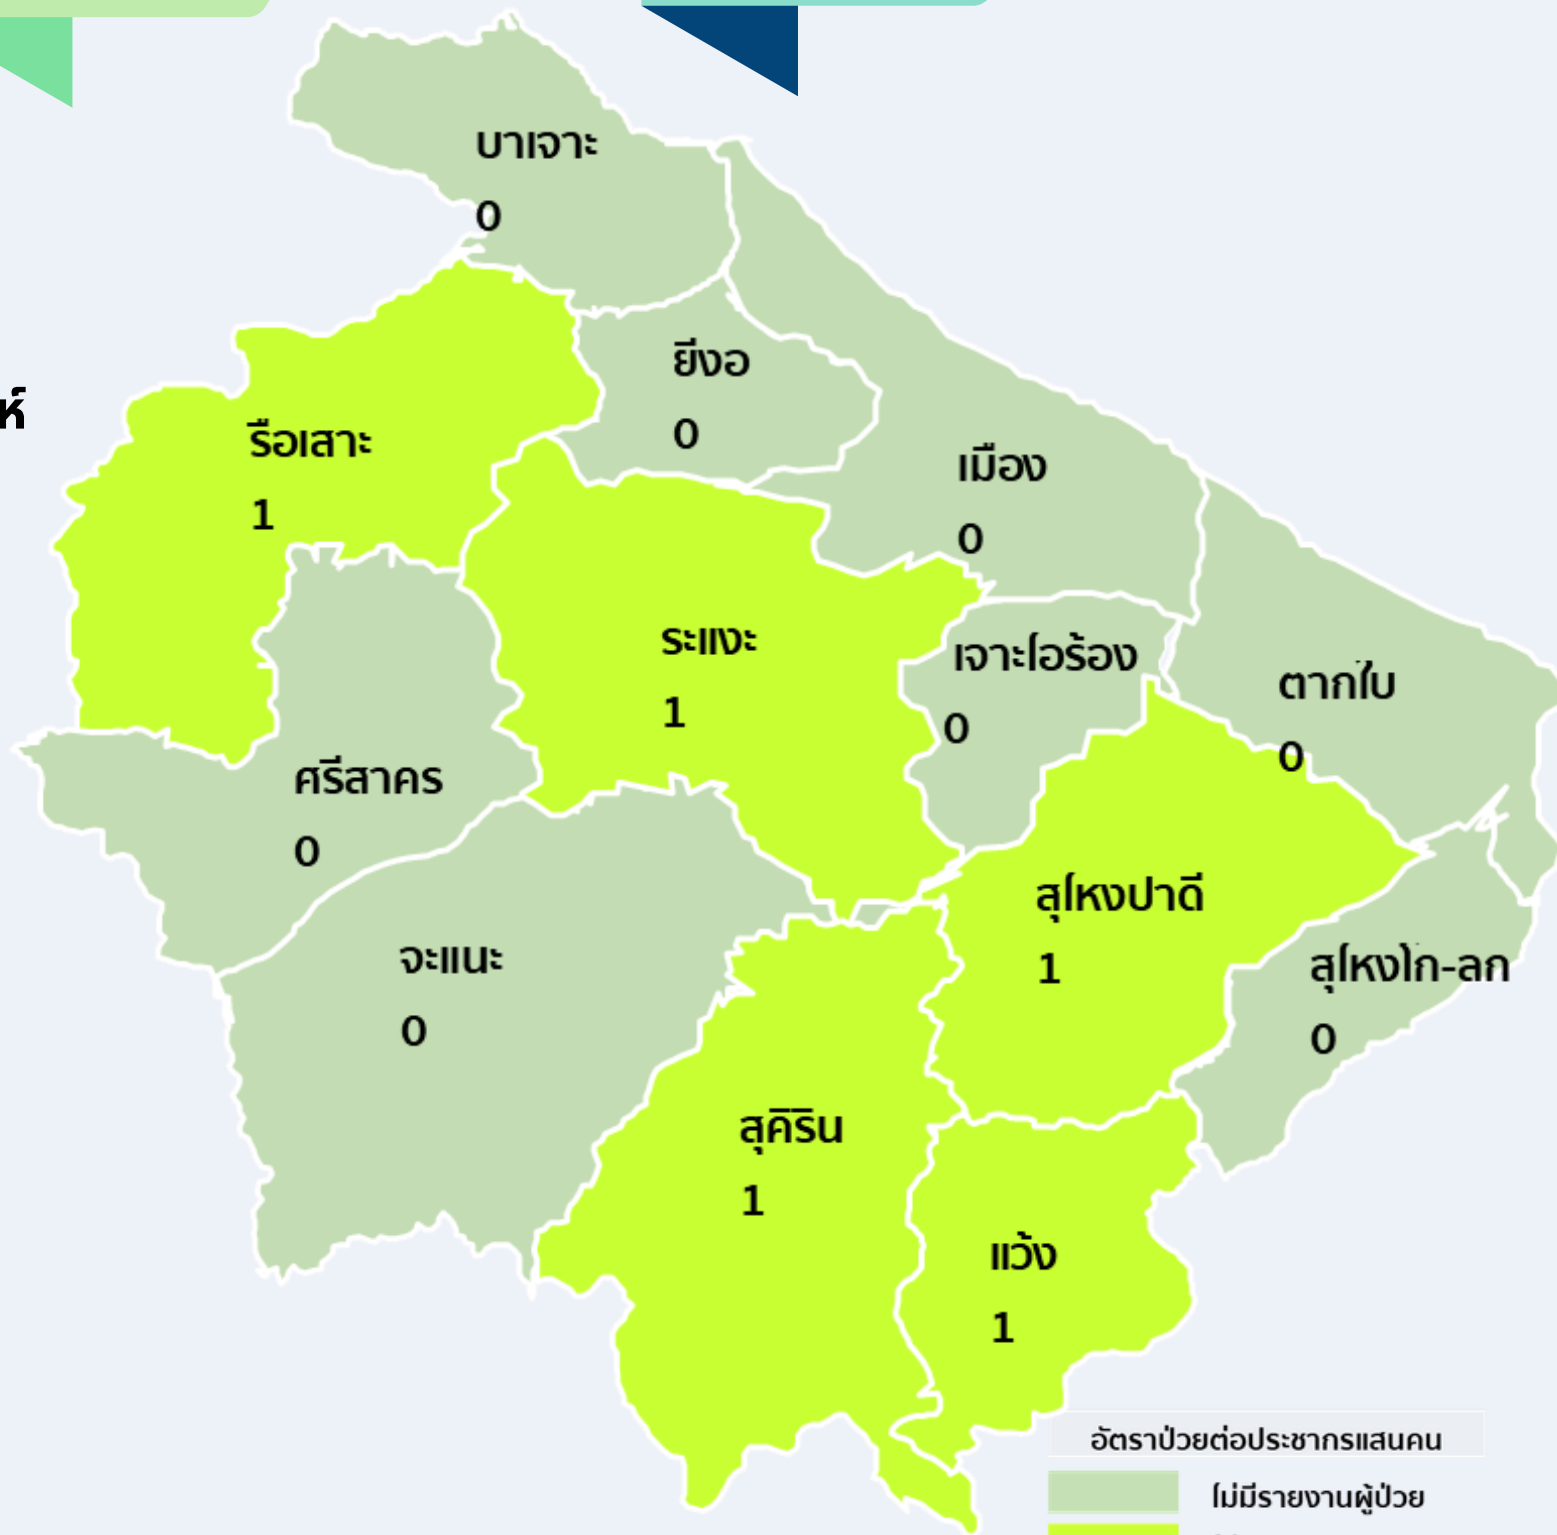 บาเจาะ
0
ยี่งอ
0
รือเสาะ
1
เมือง
0
ระแงะ
1
เจาะไอร้อง
0
ตากใบ
0
ศรีสาคร
0
สุไหงปาดี
1
จะแนะ
0
สุไหงโก-ลก
0
สุคิริน
1
แว้ง
1
อัตราป่วยต่อประชากรแสนคน
ไม่มีรายงานผู้ป่วย